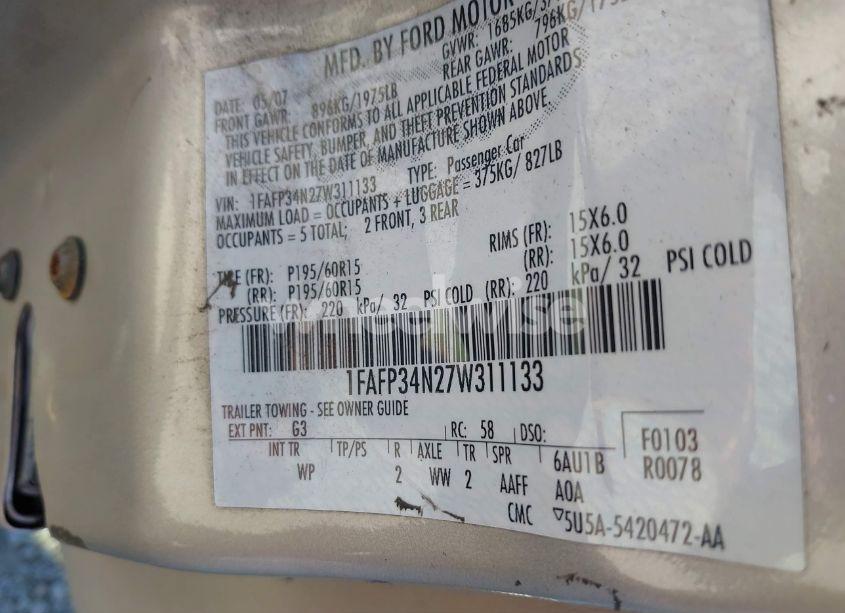 MFD. BY FORD MOTOR
DATE: 05/07 GVWR: 1685KG/
FRONT GAWR: 896KG/1975LB REAR GAWR: 796KG/
THIS VEHICLE CONFORMS TO ALL APPLICABLE FEDERAL MOTOR
VEHICLE SAFETY, BUMPER, AND THEFT PREVENTION STANDARDS
IN EFFECT ON THE DATE OF MANUFACTURE SHOWN ABOVE.
VIN: 1FAFP34N27W311133 TYPE: Passenger Car
MAXIMUM LOAD = OCCUPANTS + LUGGAGE = 375KG/ 827LB
OCCUPANTS = 5 TOTAL; 2 FRONT, 3 REAR
TIRE (FR): P195/60R15 RIMS (FR): 15X6.0
(RR): P195/60R15 (RR): 15X6.0
PRESSURE (FR): 220 kPa/ 32 PSI COLD (RR): 220 kPa/ 32 PSI COLD
wheelwise
1FAFP34N27W311133
TRAILER TOWING - SEE OWNER GUIDE
EXT PNT: G3 RC: 58 DSO: F0103
INT TR TP/PS R AXLE TR SPR 6AU1B R0078
WP 2 WW 2 AAFF A0A
CMC ▽5U5A-5420472-AA